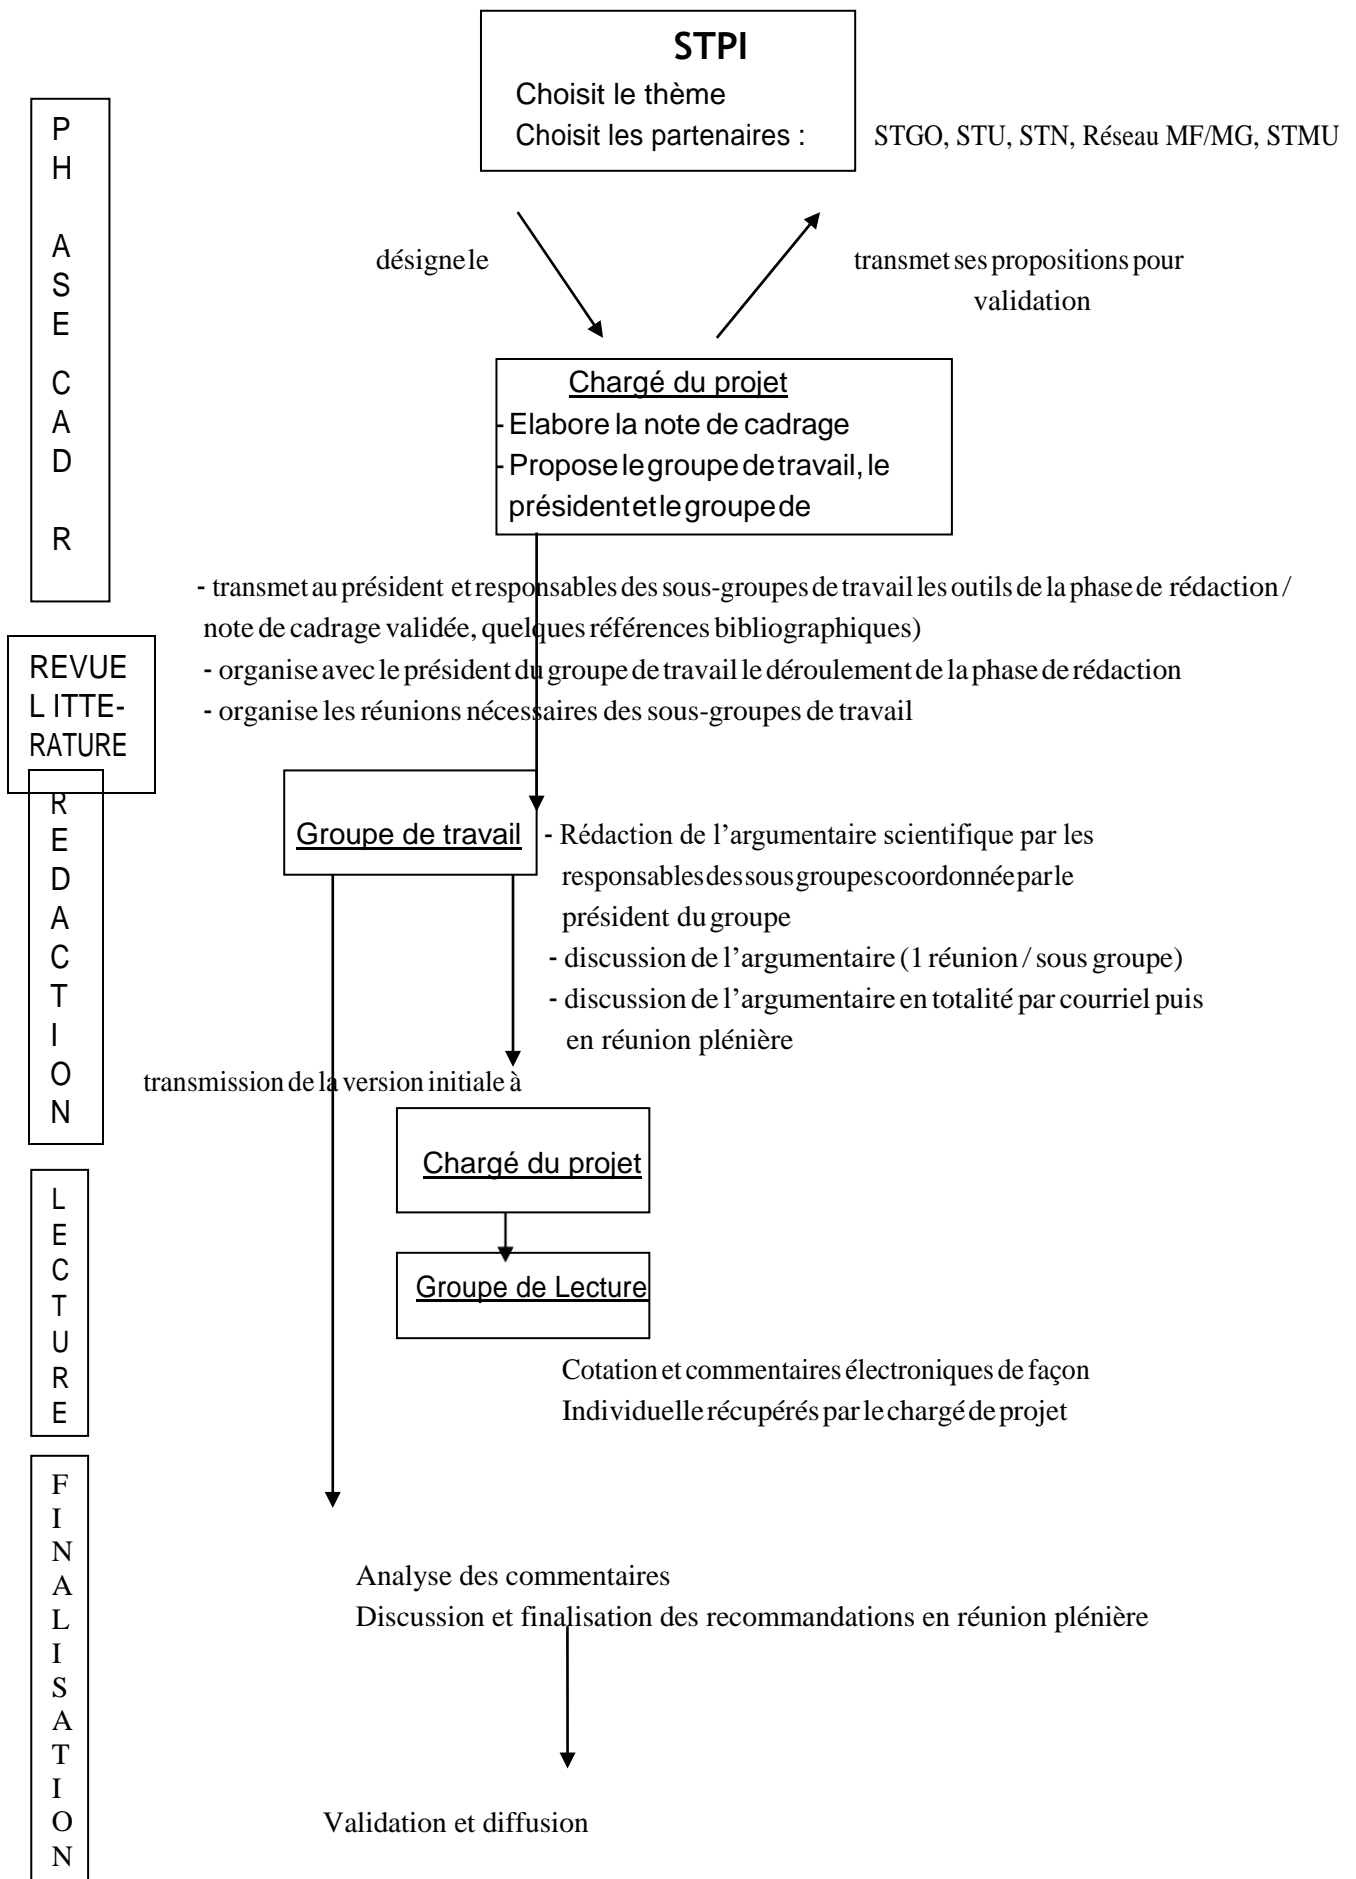 STPI
Choisit le thème
Choisit les partenaires : STGO, STU, STN, Réseau MF/MG, STMU
PH ASE CAD R
désigne le
transmet ses propositions pour
validation
Chargé du projet
- Elabore la note de cadrage
- Propose le groupe de travail, le
président et le groupe de
- transmet au président et responsables des sous-groupes de travail les outils de la phase de rédaction /
note de cadrage validée, quelques références bibliographiques)
- organise avec le président du groupe de travail le déroulement de la phase de rédaction
- organise les réunions nécessaires des sous-groupes de travail
REVUE
L ITTE-
RATURE
REDACTION
Groupe de travail
- Rédaction de l’argumentaire scientifique par les
responsables des sous groupes coordonnée par le
président du groupe
- discussion de l’argumentaire (1 réunion / sous groupe)
- discussion de l’argumentaire en totalité par courriel puis
en réunion plénière
transmission de la version initiale à
Chargé du projet
LECTURE
Groupe de Lecture
Cotation et commentaires électroniques de façon
Individuelle récupérés par le chargé de projet
FINALISATION
Analyse des commentaires
Discussion et finalisation des recommandations en réunion plénière
Validation et diffusion